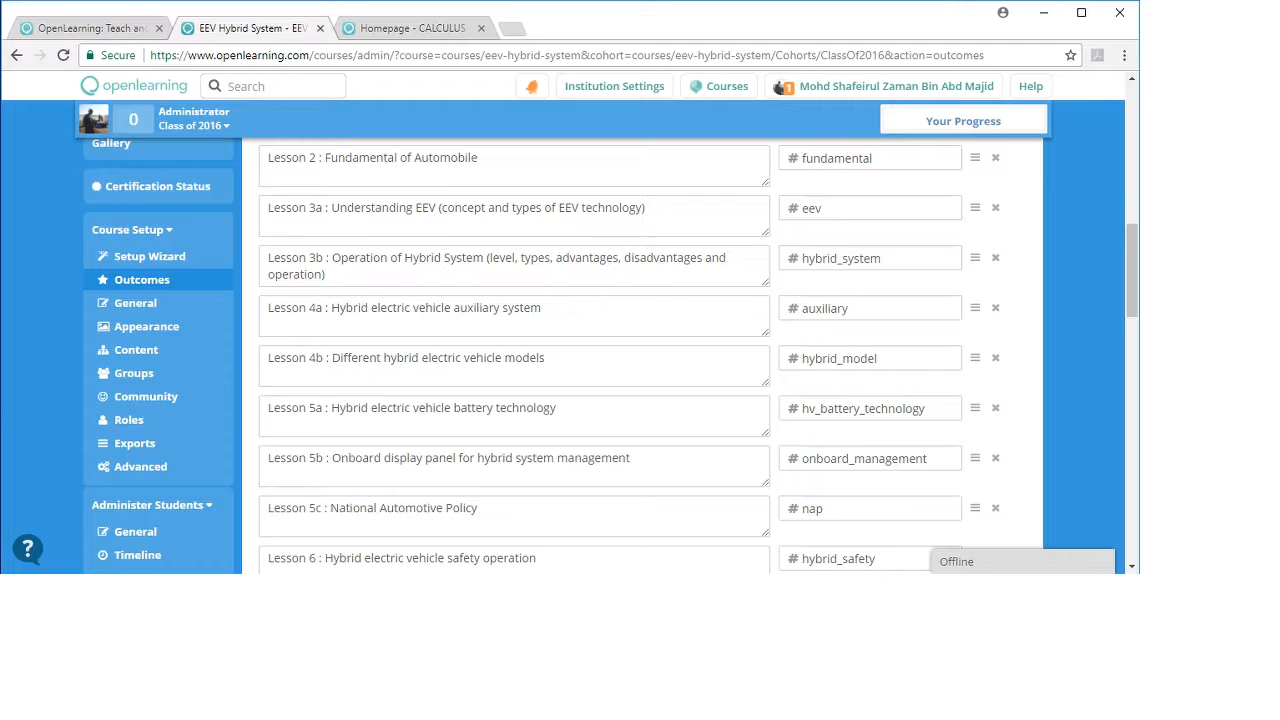 OpenLearning: Teach an
EEV Hybrid System - EEV
Homepage - CALCULUS
Secure
https://www.openlearning.com/courses/admin/?course=courses/eev-hybrid-system&cohort=courses/eev-hybrid-system/Cohorts/ClassOf2016&action=outcomes
openlearning
Search
Institution Settings
Courses
1
Mohd Shafeirul Zaman Bin Abd Majid
Help
0
Administrator
Class of 2016
Your Progress
Gallery
Certification Status
Course Setup
Setup Wizard
Outcomes
General
Appearance
Content
Groups
Community
Roles
Exports
Advanced
Administer Students
General
Timeline
Lesson 2 : Fundamental of Automobile
# fundamental
Lesson 3a : Understanding EEV (concept and types of EEV technology)
# eev
Lesson 3b : Operation of Hybrid System (level, types, advantages, disadvantages and
operation)
# hybrid_system
Lesson 4a : Hybrid electric vehicle auxiliary system
# auxiliary
Lesson 4b : Different hybrid electric vehicle models
# hybrid_model
Lesson 5a : Hybrid electric vehicle battery technology
# hv_battery_technology
Lesson 5b : Onboard display panel for hybrid system management
# onboard_management
Lesson 5c : National Automotive Policy
# nap
Lesson 6 : Hybrid electric vehicle safety operation
# hybrid_safety
Offline
?